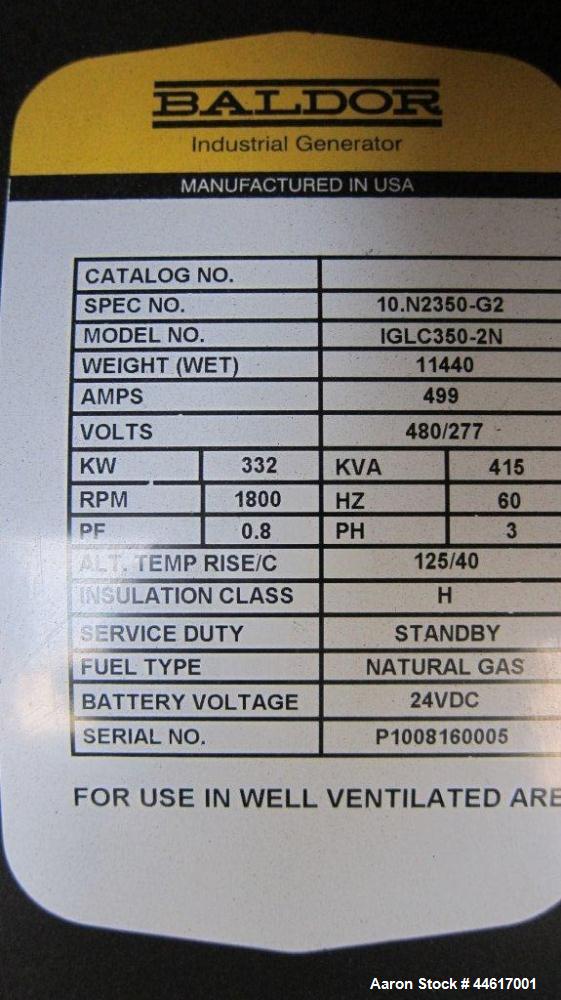 BALDOR
Industrial Generator
MANUFACTURED IN USA
CATALOG NO.
SPEC NO. 10.N2350-G2
MODEL NO. IGLC350-2N
WEIGHT (WET) 11440
AMPS 499
VOLTS 480/277
KW 332 KVA 415
RPM 1800 HZ 60
PF 0.8 PH 3
ALT. TEMP RISE/C 125/40
INSULATION CLASS H
SERVICE DUTY STANDBY
FUEL TYPE NATURAL GAS
BATTERY VOLTAGE 24VDC
SERIAL NO. P1008160005
FOR USE IN WELL VENTILATED ARE
Aaron Stock # 44617001